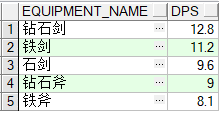 EQUIPMENT_NAME DPS
1 钻石剑 ··· 12.8
2 铁剑 ··· 11.2
3 石剑 ··· 9.6
4 钻石斧 ··· 9
5 铁斧 ··· 8.1